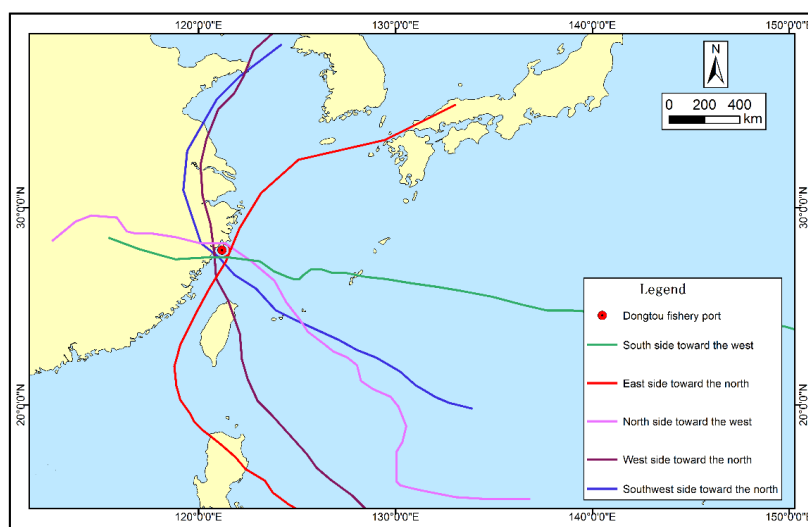 120°0'0"E 130°0'0"E 140°0'0"E 150°0'0"E
N
0 200 400
km
30°0'0"N 30°0'0"N
20°0'0"N 20°0'0"N
Legend
Dongtou fishery port
South side toward the west
East side toward the north
North side toward the west
West side toward the north
Southwest side toward the north
120°0'0"E 130°0'0"E 140°0'0"E 150°0'0"E